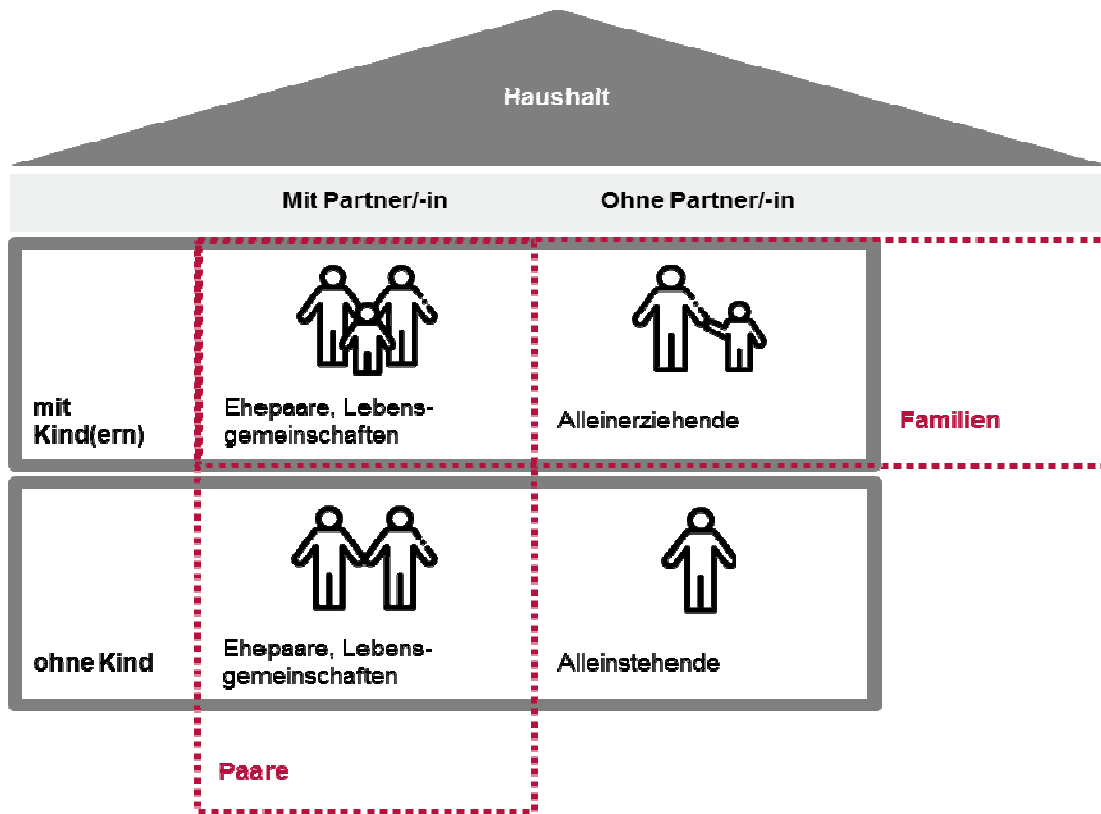 Haushalt
Mit Partner/-in
Ohne Partner/-in
mit
Kind(ern)
Ehepaare, Lebens-
gemeinschaften
Alleinerziehende
Familien
ohne Kind
Ehepaare, Lebens-
gemeinschaften
Alleinstehende
Paare